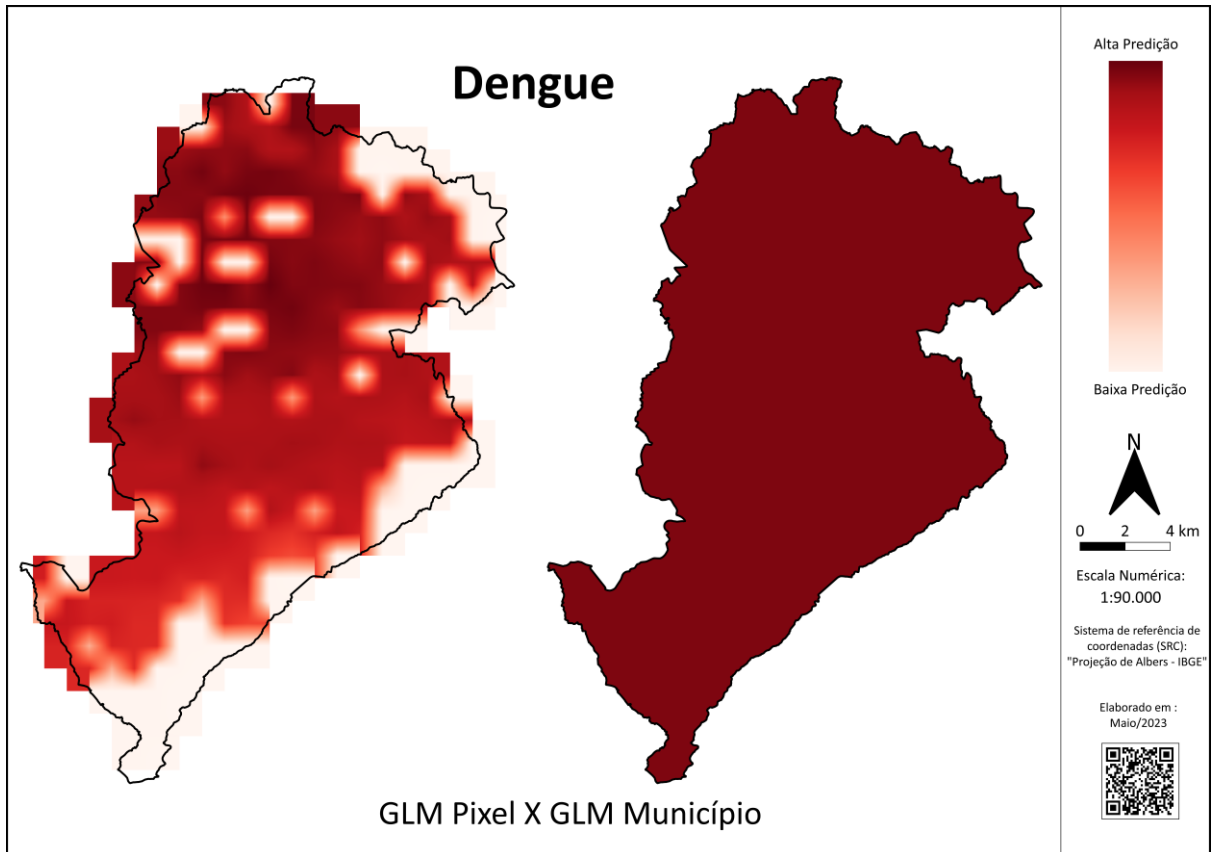 Dengue
GLM Pixel X GLM Município
Alta Predição
Baixa Predição
N
0 2 4 km
Escala Numérica:
1:90.000
Sistema de referência de
coordenadas (SRC):
"Projeção de Albers - IBGE"
Elaborado em :
Maio/2023